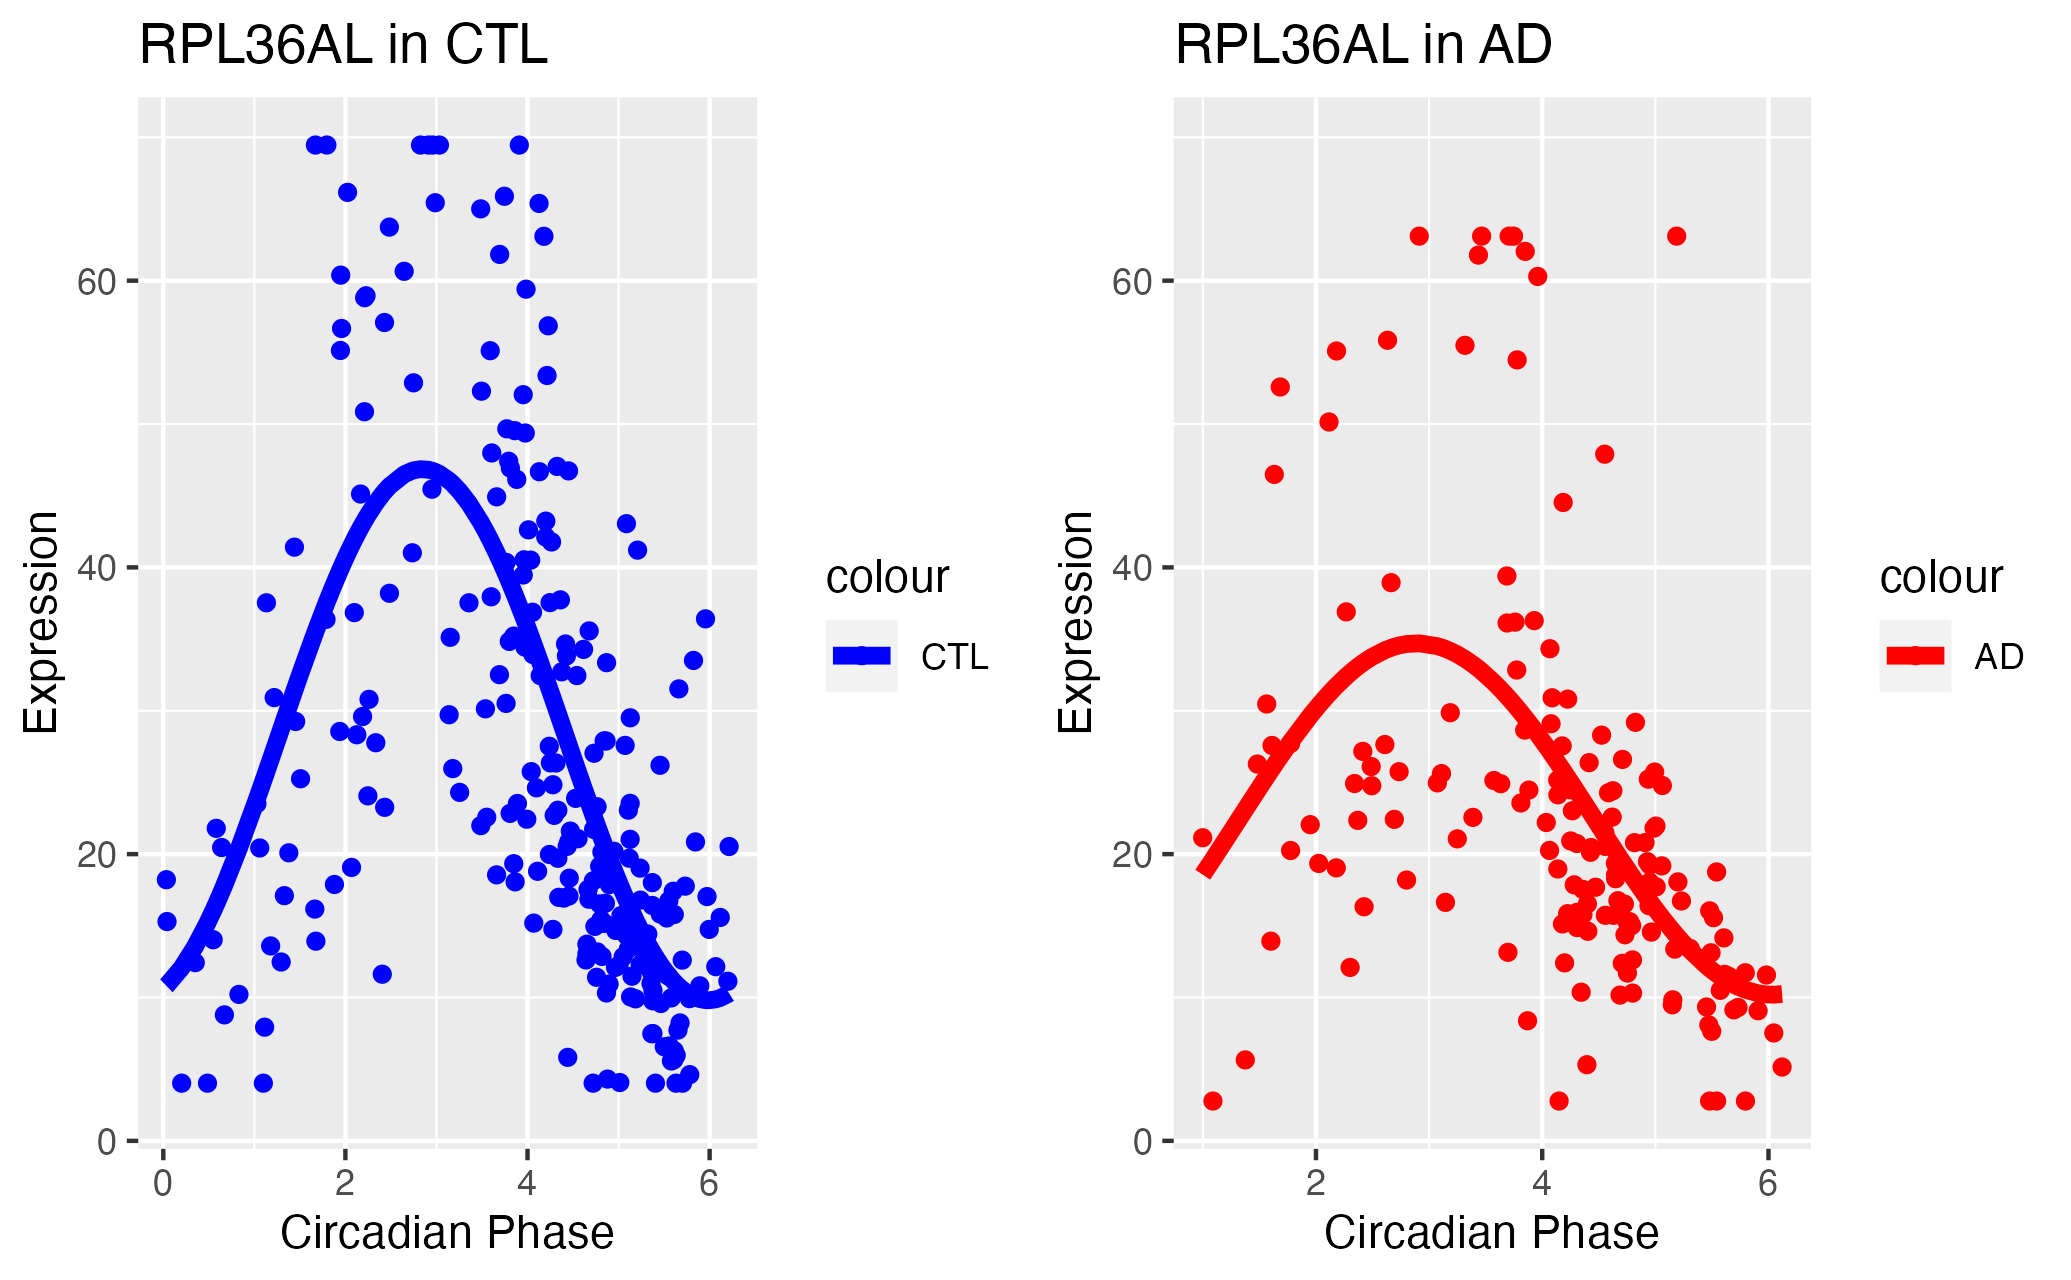 RPL36AL in CTL
60
40
20
0
0 2 4 6
Expression
Circadian Phase
colour
CTL
RPL36AL in AD
60
40
20
0
2 4 6
Expression
Circadian Phase
colour
AD